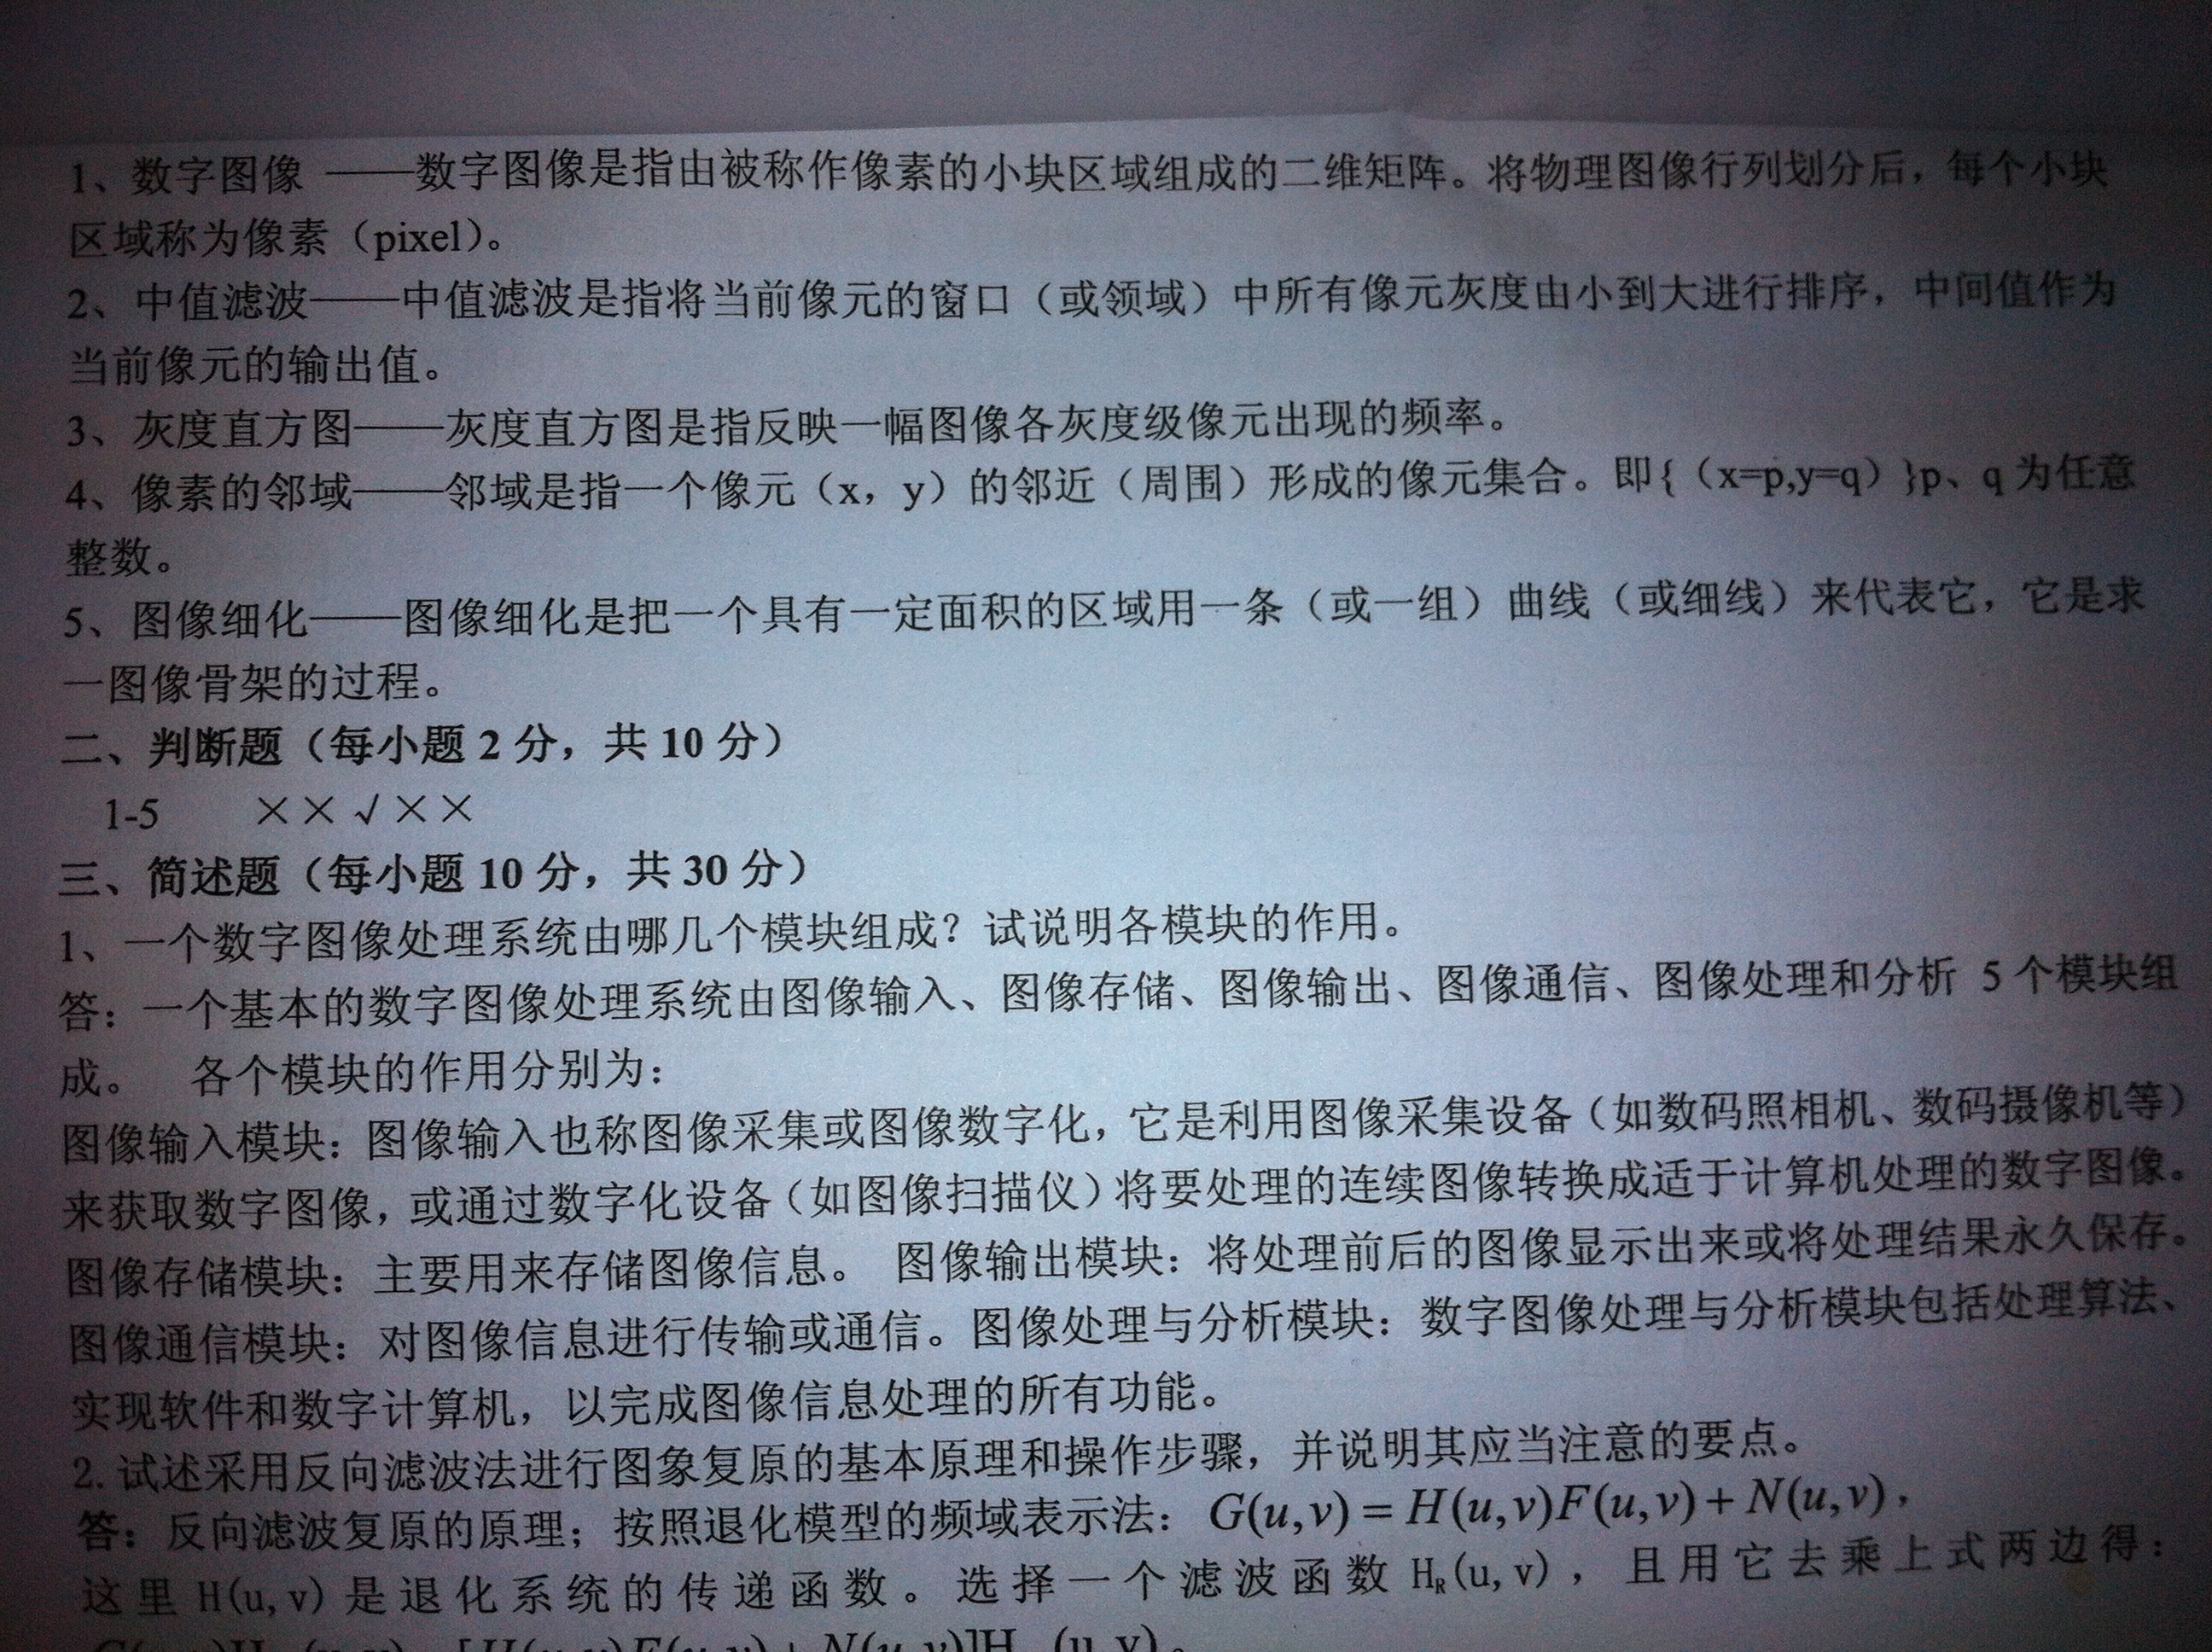 1、数字图像 ——数字图像是指由被称作像素的小块区域组成的二维矩阵。将物理图像行列划分后，每个小块
区域称为像素（pixel）。
2、中值滤波——中值滤波是指将当前像元的窗口（或领域）中所有像元灰度由小到大进行排序，中间值作为
当前像元的输出值。
3、灰度直方图——灰度直方图是指反映一幅图像各灰度级像元出现的频率。
4、像素的邻域——邻域是指一个像元（x，y）的邻近（周围）形成的像元集合。即{（x=p,y=q）}p、q 为任意
整数。
5、图像细化——图像细化是把一个具有一定面积的区域用一条（或一组）曲线（或细线）来代表它，它是求
一图像骨架的过程。
二、判断题（每小题 2 分，共 10 分）
1-5 ××√××
三、简述题（每小题 10 分，共 30 分）
1、一个数字图像处理系统由哪几个模块组成？试说明各模块的作用。
答：一个基本的数字图像处理系统由图像输入、图像存储、图像输出、图像通信、图像处理和分析 5 个模块组
成。 各个模块的作用分别为：
图像输入模块：图像输入也称图像采集或图像数字化，它是利用图像采集设备（如数码照相机、数码摄像机等）
来获取数字图像，或通过数字化设备（如图像扫描仪）将要处理的连续图像转换成适于计算机处理的数字图像。
图像存储模块：主要用来存储图像信息。 图像输出模块：将处理前后的图像显示出来或将处理结果永久保存。
图像通信模块：对图像信息进行传输或通信。图像处理与分析模块：数字图像处理与分析模块包括处理算法、
实现软件和数字计算机，以完成图像信息处理的所有功能。
2. 试述采用反向滤波法进行图象复原的基本原理和操作步骤，并说明其应当注意的要点。
答：反向滤波复原的原理；按照退化模型的频域表示法：G(u,v) = H(u,v)F(u,v) + N(u,v)，
这里 H(u,v) 是退化系统的传递函数。选择一个滤波函数 H_R(u,v)，且用它去乘上式两边得：